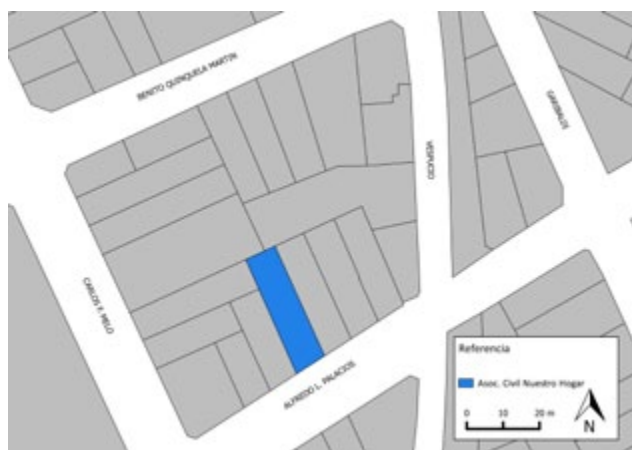 BENITO QUINQUELA MARTIN
GARIBALDI
VESPUCIO
CARLOS F. MELO
ALFREDO L. PALACIOS
Referencia
Asoc. Civil Nuestro Hogar
0 10 20 m
N